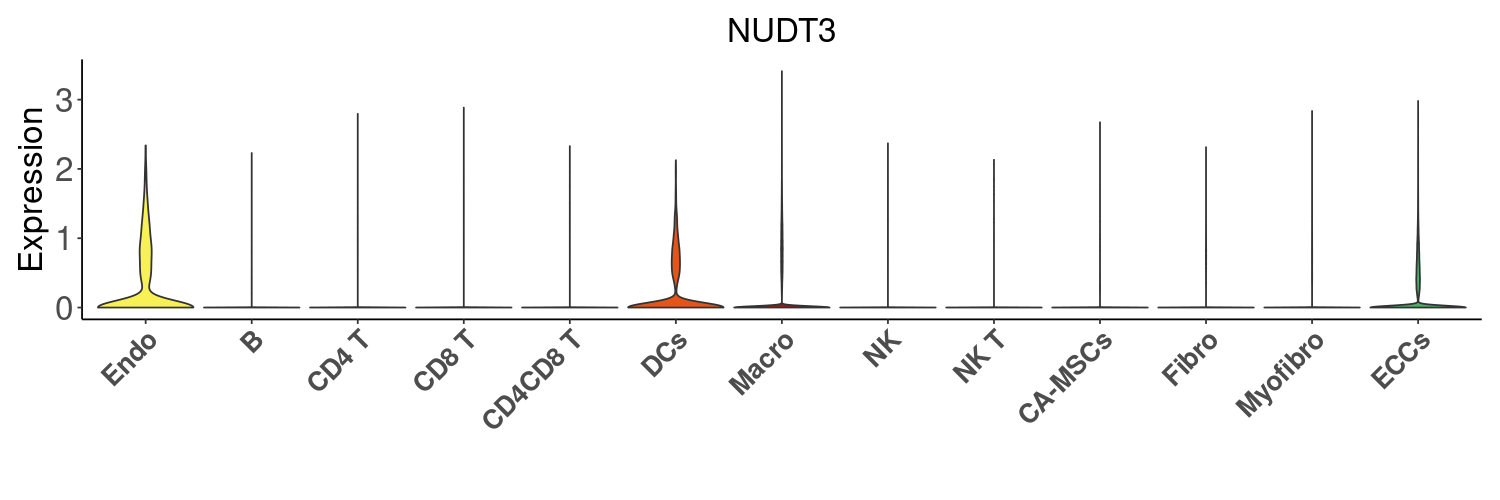 NUDT3
Expression
3
2
1
0
Endo
B
CD4 T
CD8 T
CD4CD8 T
DCs
Macro
NK
NK T
CA-MSCs
Fibro
Myofibro
ECCs